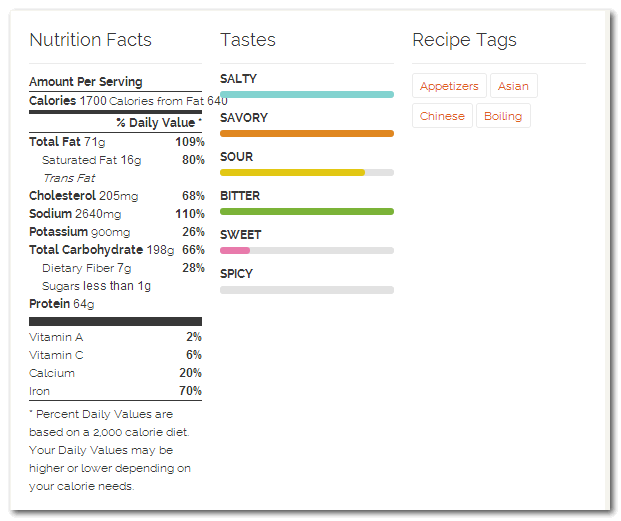 Nutrition Facts
Amount Per Serving
Calories 1700 Calories from Fat 640
% Daily Value *
Total Fat 71g 109%
Saturated Fat 16g 80%
Trans Fat
Cholesterol 205mg 68%
Sodium 2640mg 110%
Potassium 900mg 26%
Total Carbohydrate 198g 66%
Dietary Fiber 7g 28%
Sugars less than 1g
Protein 64g
Vitamin A 2%
Vitamin C 6%
Calcium 20%
Iron 70%
* Percent Daily Values are
based on a 2,000 calorie diet.
Your Daily Values may be
higher or lower depending on
your calorie needs.
Tastes
SALTY
SAVORY
SOUR
BITTER
SWEET
SPICY
Recipe Tags
Appetizers Asian
Chinese Boiling